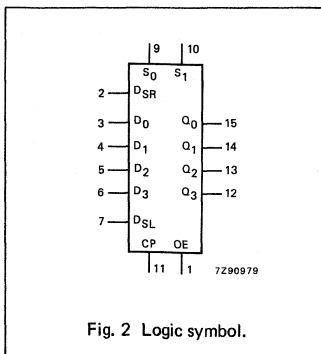 9 10
S0 S1
2 DSR
3 D0 Q0 15
4 D1 Q1 14
5 D2 Q2 13
6 D3 Q3 12
7 DSL
CP OE
11 1 7Z90979
Fig. 2 Logic symbol.